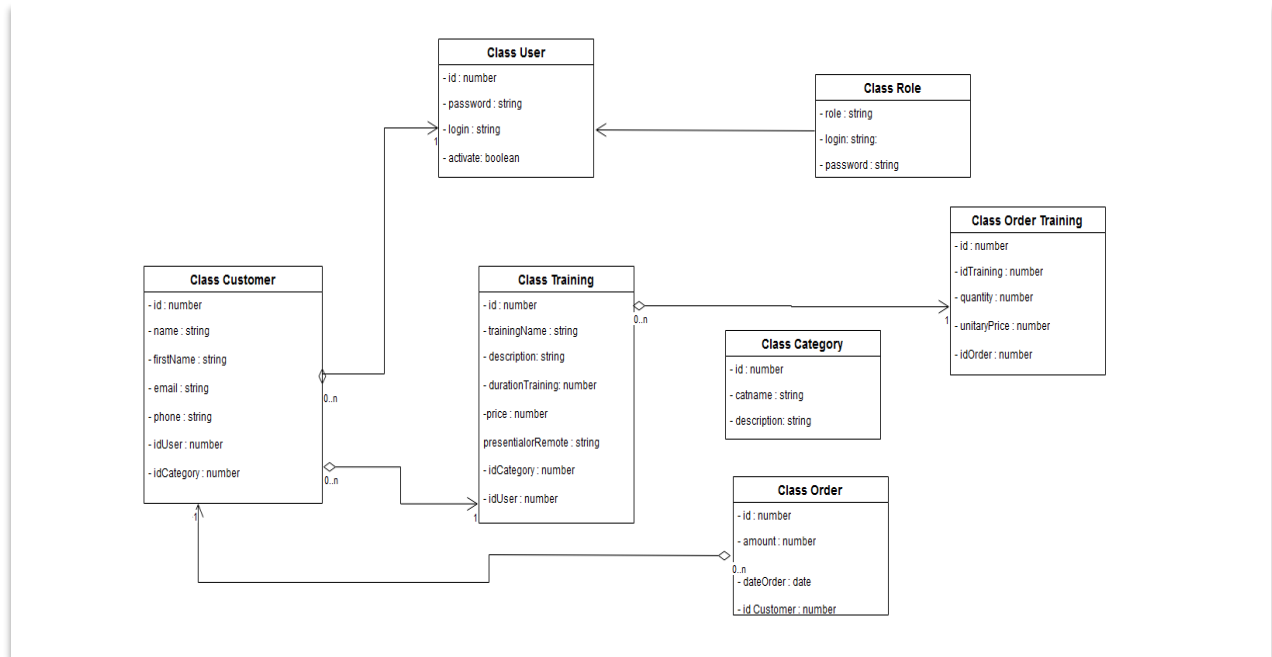 Class User
- id : number
- password : string
- login : string
- activate: boolean
1
Class Role
- role : string
- login: string:
- password : string
Class Order Training
- id : number
- idTraining : number
- quantity : number
- unitaryPrice : number
- idOrder : number
1
Class Customer
- id : number
- name : string
- firstName : string
- email : string
- phone : string
- idUser : number
- idCategory : number
0..n
0..n
1
Class Training
- id : number
- trainingName : string
- description: string
- durationTraining: number
-price : number
presentialorRemote : string
- idCategory : number
- idUser : number
0..n
1
Class Category
- id : number
- catname : string
- description: string
Class Order
- id : number
- amount : number
0..n
- dateOrder : date
- id Customer : number